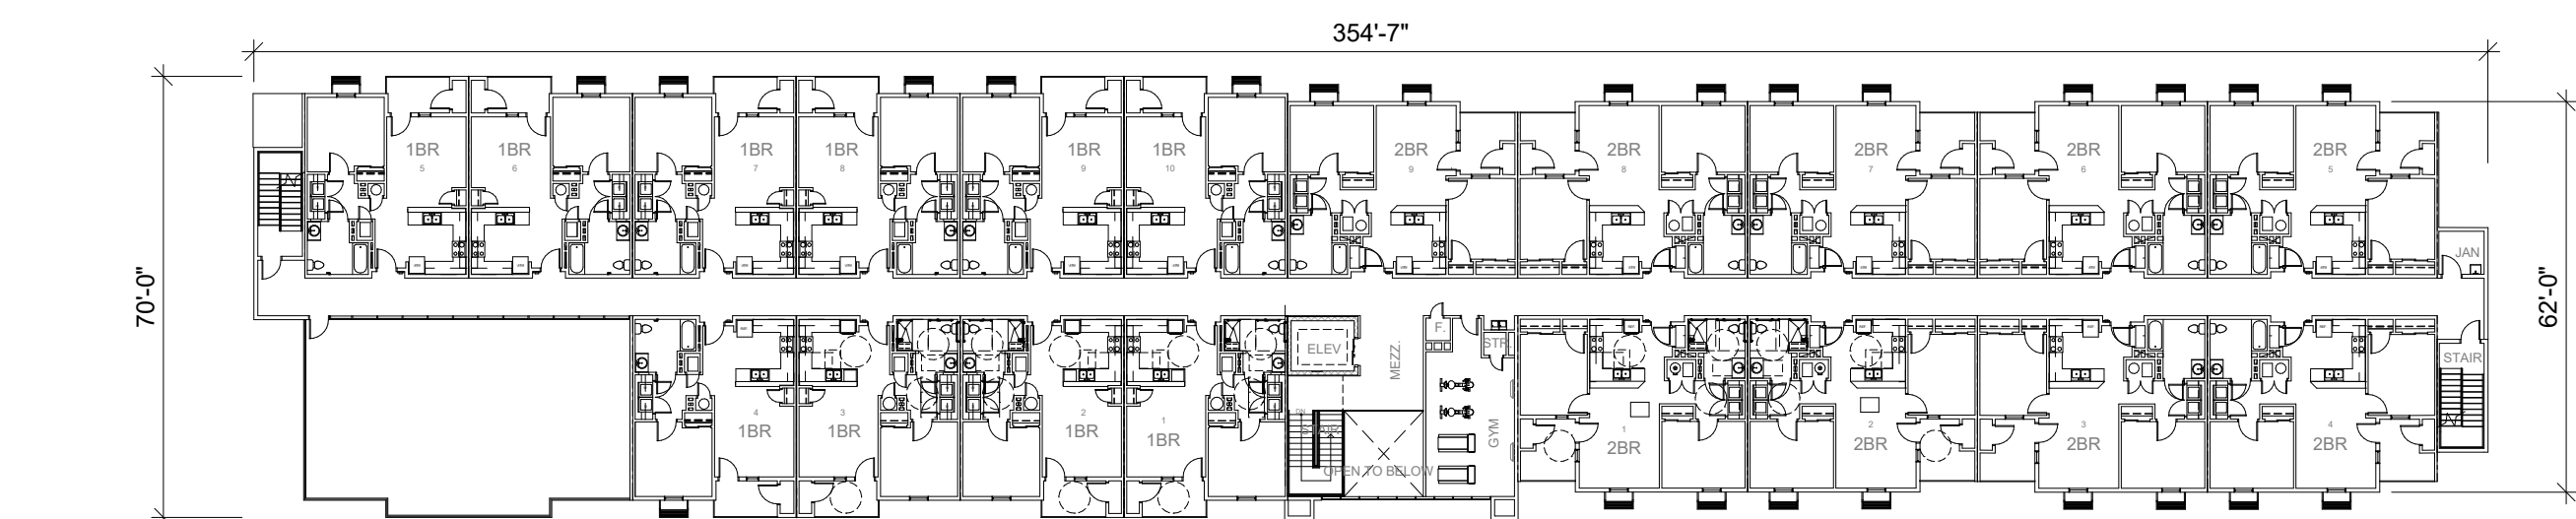 354'-7"
70'-0"
62'-0"
1BR
5
1BR
6
1BR
7
1BR
8
1BR
9
1BR
10
2BR
9
2BR
8
2BR
7
2BR
6
2BR
5
JAN
4
1BR
3
1BR
2
1BR
1
1BR
ELEV
MEZZ.
F.
STR.
DN
STAIR
OPEN TO BELOW
GYM
1
2BR
2
2BR
3
2BR
4
2BR
STAIR